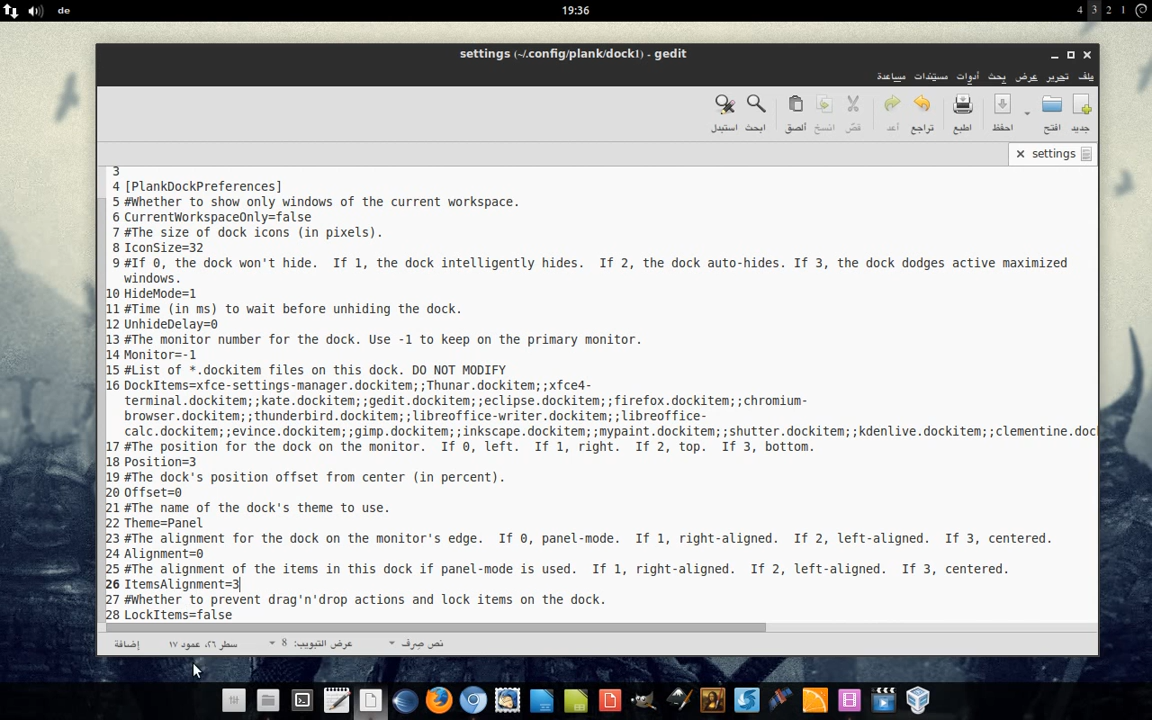 de
19:36
4 3 2 1
settings (~/.config/plank/dock1) - gedit
ملف تحرير عرض بحث أدوات مستندات مساعدة
جديد افتح احفظ اطبع تراجع أعد قصّ انسخ ألصق ابحث استبدل
settings
3
4 [PlankDockPreferences]
5 #Whether to show only windows of the current workspace.
6 CurrentWorkspaceOnly=false
7 #The size of dock icons (in pixels).
8 IconSize=32
9 #If 0, the dock won't hide.  If 1, the dock intelligently hides.  If 2, the dock auto-hides. If 3, the dock dodges active maximized
windows.
10 HideMode=1
11 #Time (in ms) to wait before unhiding the dock.
12 UnhideDelay=0
13 #The monitor number for the dock. Use -1 to keep on the primary monitor.
14 Monitor=-1
15 #List of *.dockitem files on this dock. DO NOT MODIFY
16 DockItems=xfce-settings-manager.dockitem;;Thunar.dockitem;;xfce4-
terminal.dockitem;;kate.dockitem;;gedit.dockitem;;eclipse.dockitem;;firefox.dockitem;;chromium-
browser.dockitem;;thunderbird.dockitem;;libreoffice-writer.dockitem;;libreoffice-
calc.dockitem;;evince.dockitem;;gimp.dockitem;;inkscape.dockitem;;mypaint.dockitem;;shutter.dockitem;;kdenlive.dockitem;;clementine.doc
17 #The position for the dock on the monitor.  If 0, left.  If 1, right.  If 2, top.  If 3, bottom.
18 Position=3
19 #The dock's position offset from center (in percent).
20 Offset=0
21 #The name of the dock's theme to use.
22 Theme=Panel
23 #The alignment for the dock on the monitor's edge.  If 0, panel-mode.  If 1, right-aligned.  If 2, left-aligned.  If 3, centered.
24 Alignment=0
25 #The alignment of the items in this dock if panel-mode is used.  If 1, right-aligned.  If 2, left-aligned.  If 3, centered.
26 ItemsAlignment=3
27 #Whether to prevent drag'n'drop actions and lock items on the dock.
28 LockItems=false
نص صِرف عرض التبويب: 8 سطر ٢٦، عمود ١٧ إضافة